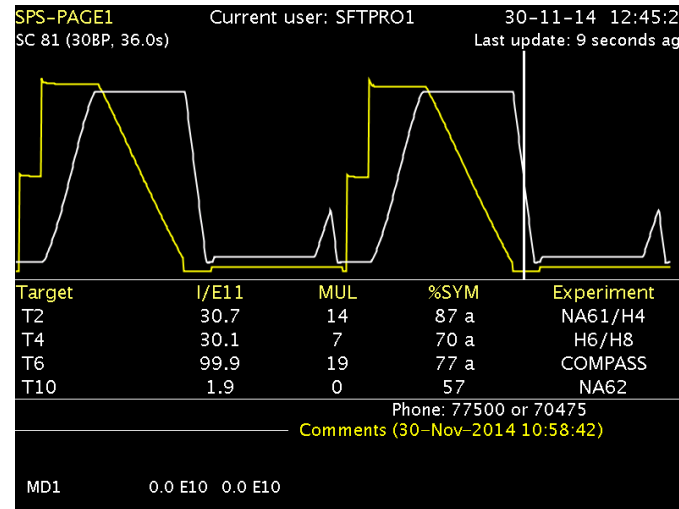 SPS-PAGE1 Current user: SFTPRO1 30-11-14 12:45:2
SC 81 (30BP, 36.0s) Last update: 9 seconds ag
Target I/E11 MUL %SYM Experiment
T2 30.7 14 87 a NA61/H4
T4 30.1 7 70 a H6/H8
T6 99.9 19 77 a COMPASS
T10 1.9 0 57 NA62
Phone: 77500 or 70475
Comments (30-Nov-2014 10:58:42)
MD1 0.0 E10 0.0 E10